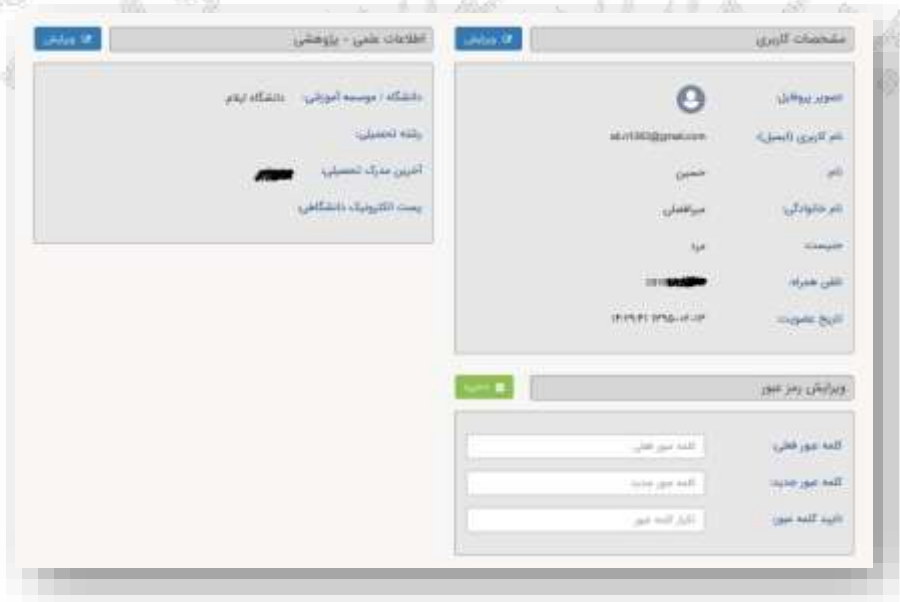 مشخصات کاربری
ویرایش
تصویر پروفایل:
نام کاربری (ایمیل):
نام:
حسین
نام خانوادگی:
میرافضلی
جنسیت:
مرد
تلفن همراه:
تاریخ عضویت:
ویرایش رمز عبور
ذخیره
کلمه عبور فعلی:
کلمه عبور فعلی
کلمه عبور جدید:
کلمه عبور جدید
تایید کلمه عبور:
تکرار کلمه عبور
اطلاعات علمی - پژوهشی
ویرایش
دانشگاه / موسسه آموزشی: دانشگاه ایلام
رشته تحصیلی:
آخرین مدرک تحصیلی:
پست الکترونیک دانشگاهی: